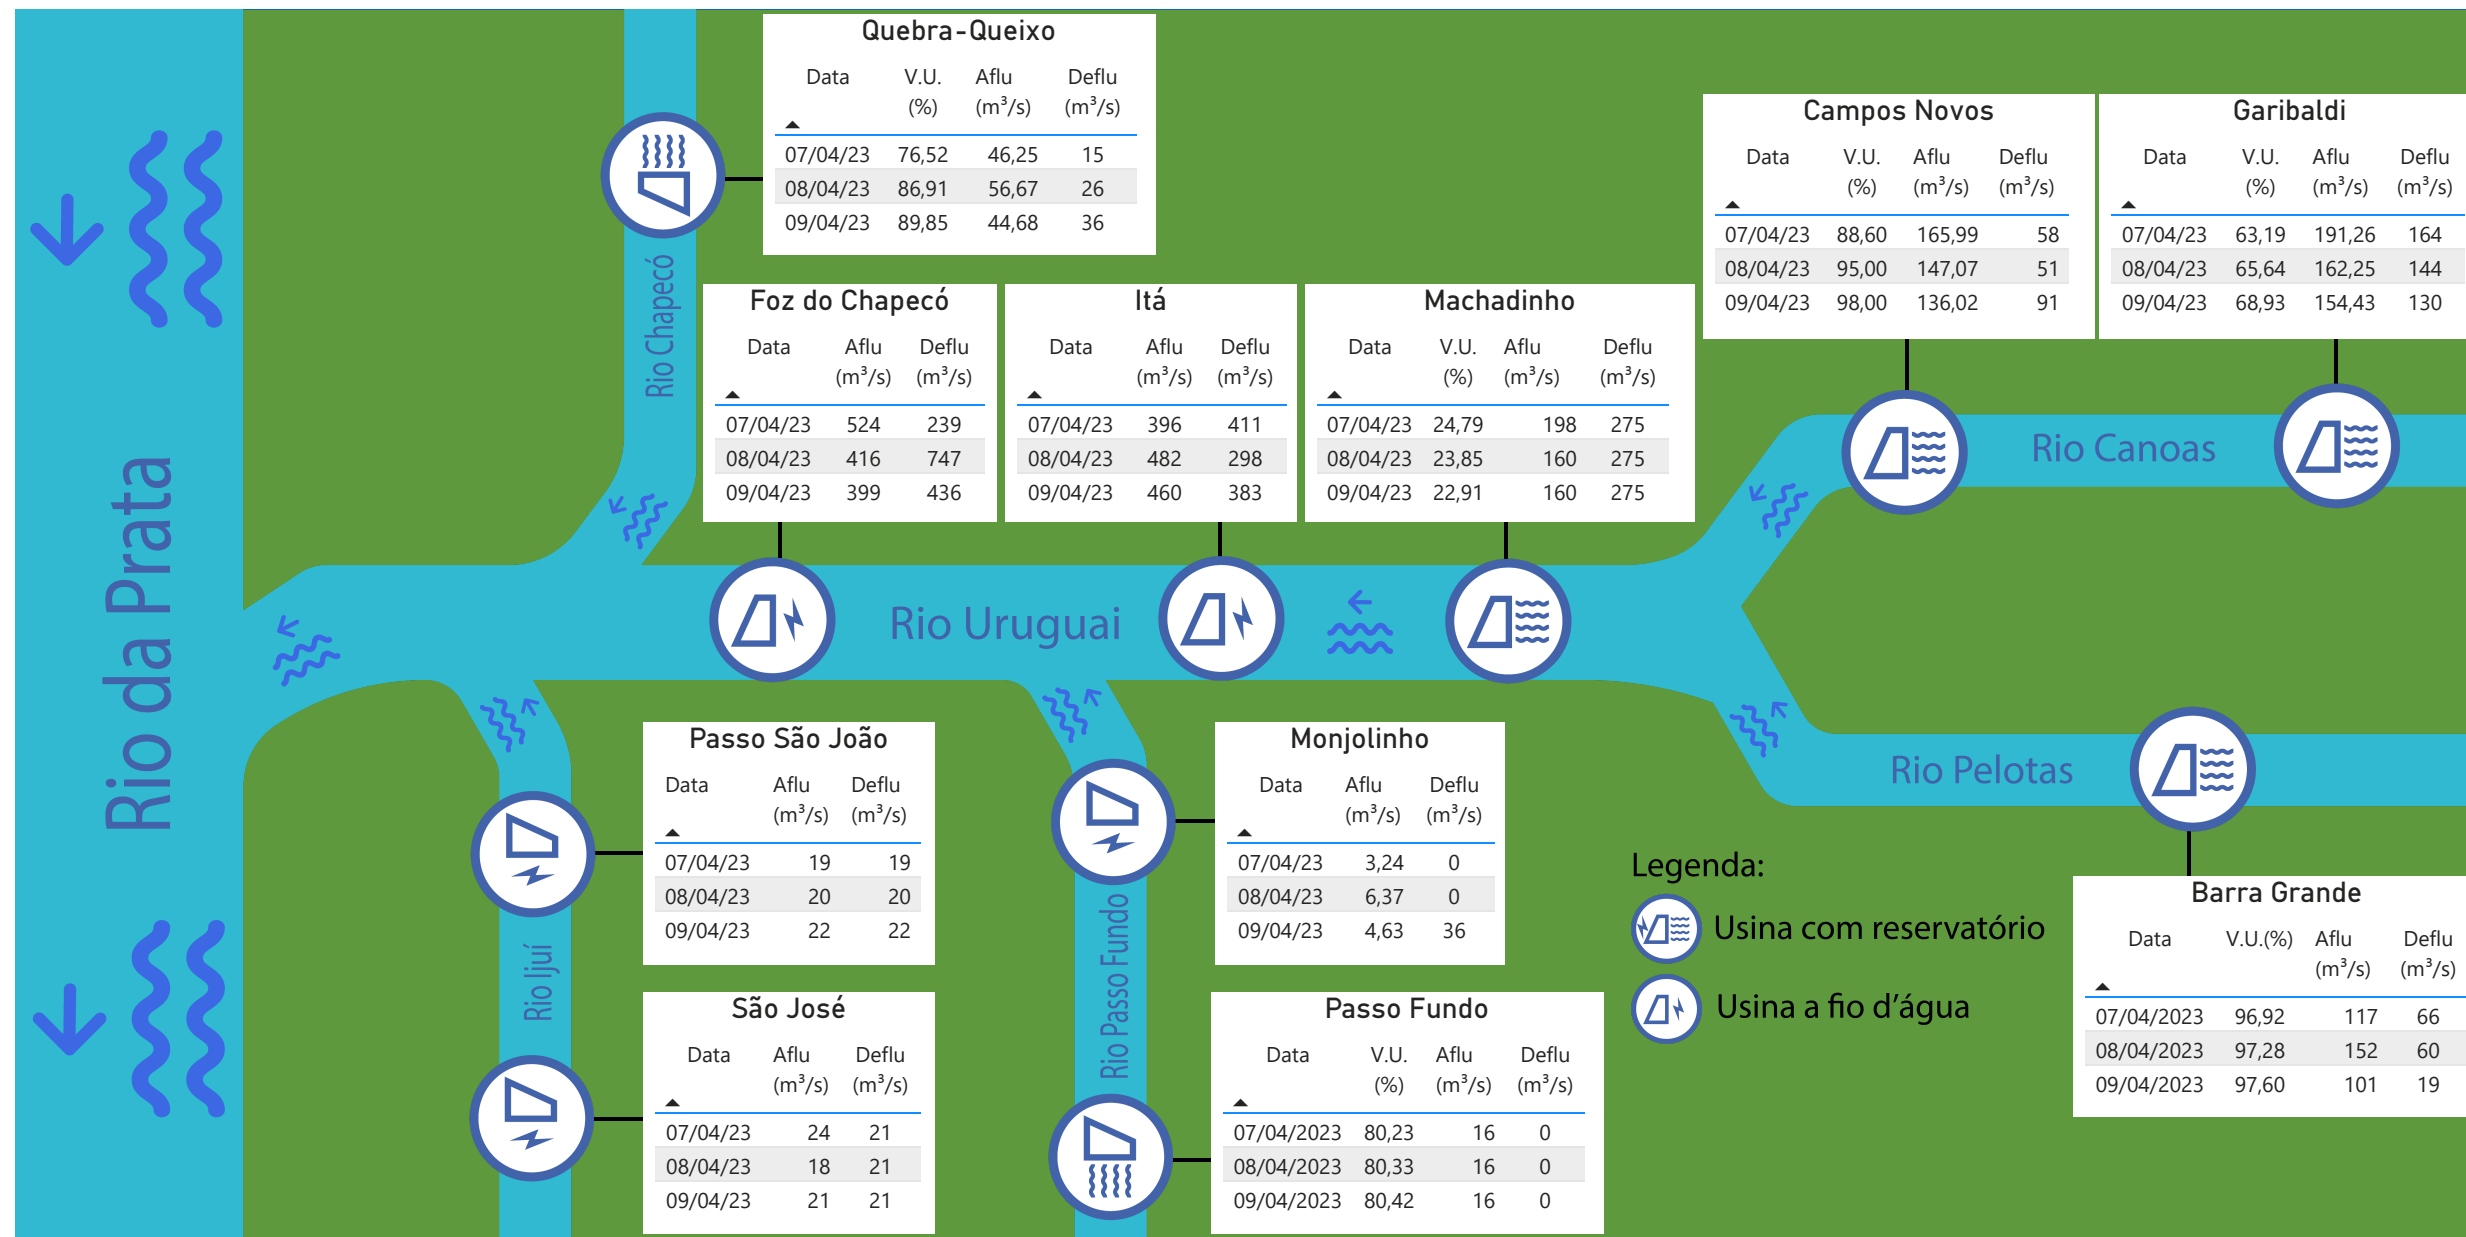 Quebra-Queixo
Data V.U. (%) Aflu (m³/s) Deflu (m³/s)
07/04/23 76,52 46,25 15
08/04/23 86,91 56,67 26
09/04/23 89,85 44,68 36
Campos Novos
Data V.U. (%) Aflu (m³/s) Deflu (m³/s)
07/04/23 88,60 165,99 58
08/04/23 95,00 147,07 51
09/04/23 98,00 136,02 91
Garibaldi
Data V.U. (%) Aflu (m³/s) Deflu (m³/s)
07/04/23 63,19 191,26 164
08/04/23 65,64 162,25 144
09/04/23 68,93 154,43 130
Rio Chapecó
Foz do Chapecó
Data Aflu (m³/s) Deflu (m³/s)
07/04/23 524 239
08/04/23 416 747
09/04/23 399 436
Itá
Data Aflu (m³/s) Deflu (m³/s)
07/04/23 396 411
08/04/23 482 298
09/04/23 460 383
Machadinho
Data V.U. (%) Aflu (m³/s) Deflu (m³/s)
07/04/23 24,79 198 275
08/04/23 23,85 160 275
09/04/23 22,91 160 275
Rio Canoas
Rio da Prata
Rio Uruguai
Rio Pelotas
Passo São João
Data Aflu (m³/s) Deflu (m³/s)
07/04/23 19 19
08/04/23 20 20
09/04/23 22 22
Monjolinho
Data Aflu (m³/s) Deflu (m³/s)
07/04/23 3,24 0
08/04/23 6,37 0
09/04/23 4,63 36
Rio Ijuí
Rio Passo Fundo
Legenda:
Usina com reservatório
Usina a fio d'água
Barra Grande
Data V.U.(%) Aflu (m³/s) Deflu (m³/s)
07/04/2023 96,92 117 66
08/04/2023 97,28 152 60
09/04/2023 97,60 101 19
São José
Data Aflu (m³/s) Deflu (m³/s)
07/04/23 24 21
08/04/23 18 21
09/04/23 21 21
Passo Fundo
Data V.U. (%) Aflu (m³/s) Deflu (m³/s)
07/04/2023 80,23 16 0
08/04/2023 80,33 16 0
09/04/2023 80,42 16 0